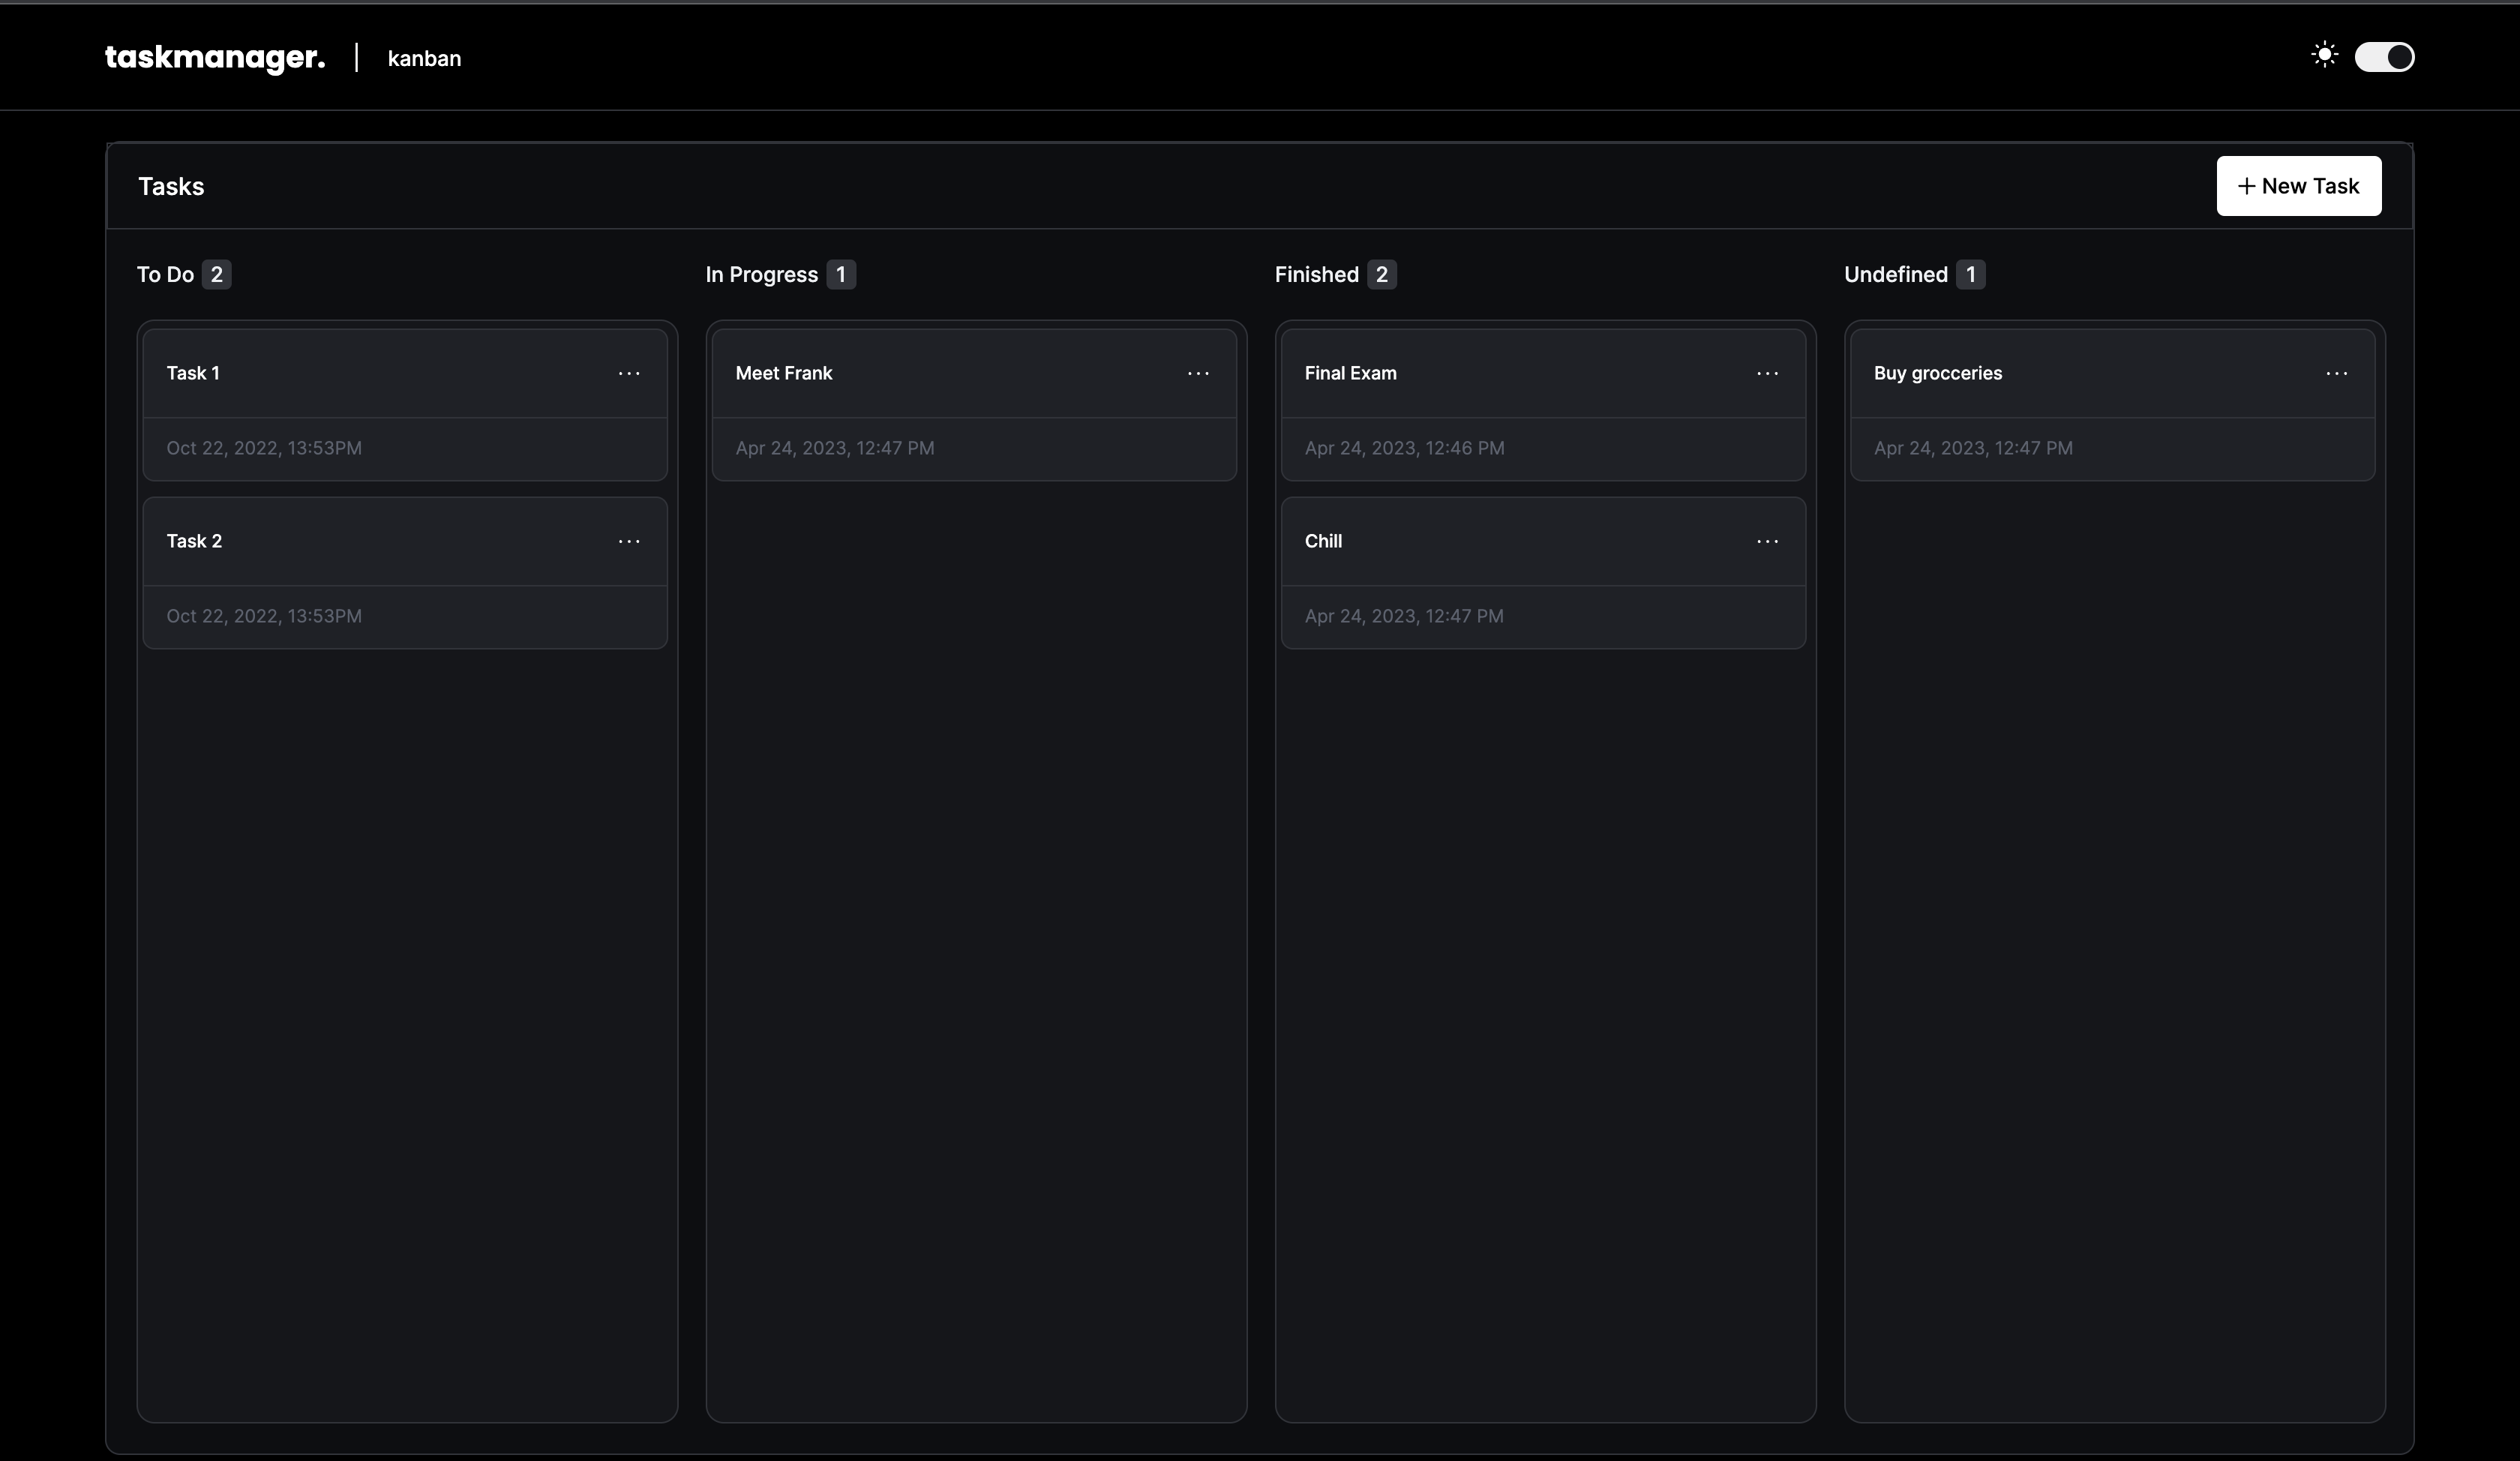 taskmanager. | kanban
Tasks
+ New Task
To Do 2
Task 1 ...
Oct 22, 2022, 13:53PM
Task 2 ...
Oct 22, 2022, 13:53PM
In Progress 1
Meet Frank ...
Apr 24, 2023, 12:47 PM
Finished 2
Final Exam ...
Apr 24, 2023, 12:46 PM
Chill ...
Apr 24, 2023, 12:47 PM
Undefined 1
Buy grocceries ...
Apr 24, 2023, 12:47 PM